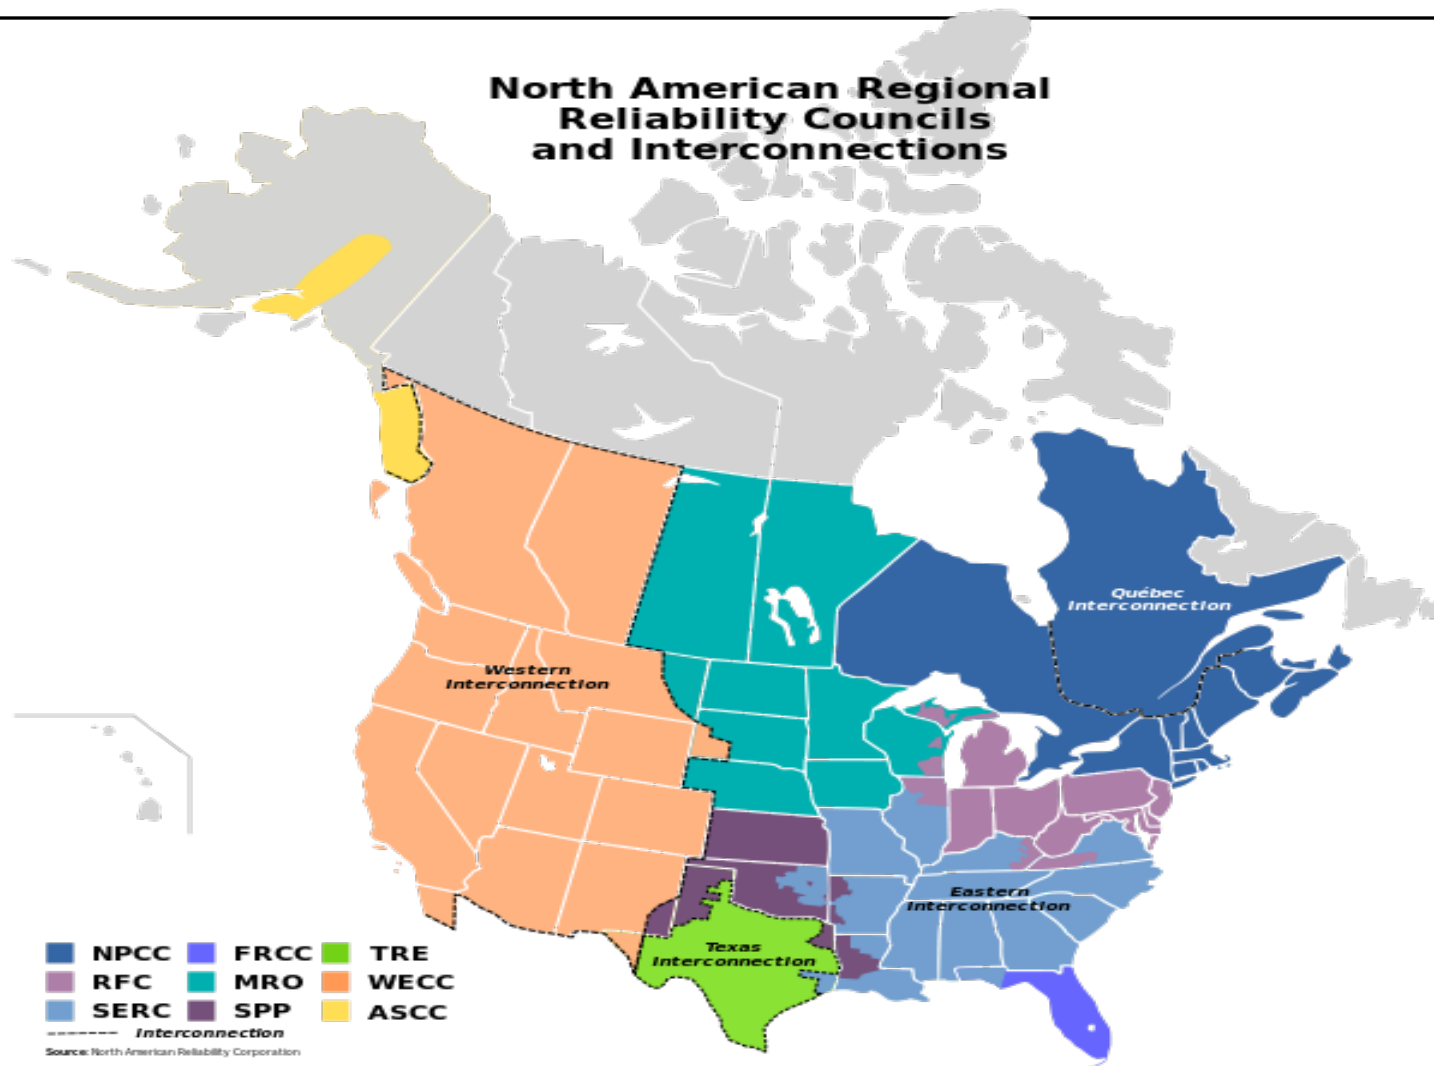 North American Regional
Reliability Councils
and Interconnections
Québec
Interconnection
Western
Interconnection
Eastern
Interconnection
Texas
Interconnection
NPCC FRCC TRE
RFC MRO WECC
SERC SPP ASCC
Interconnection
Source: North American Reliability Corporation